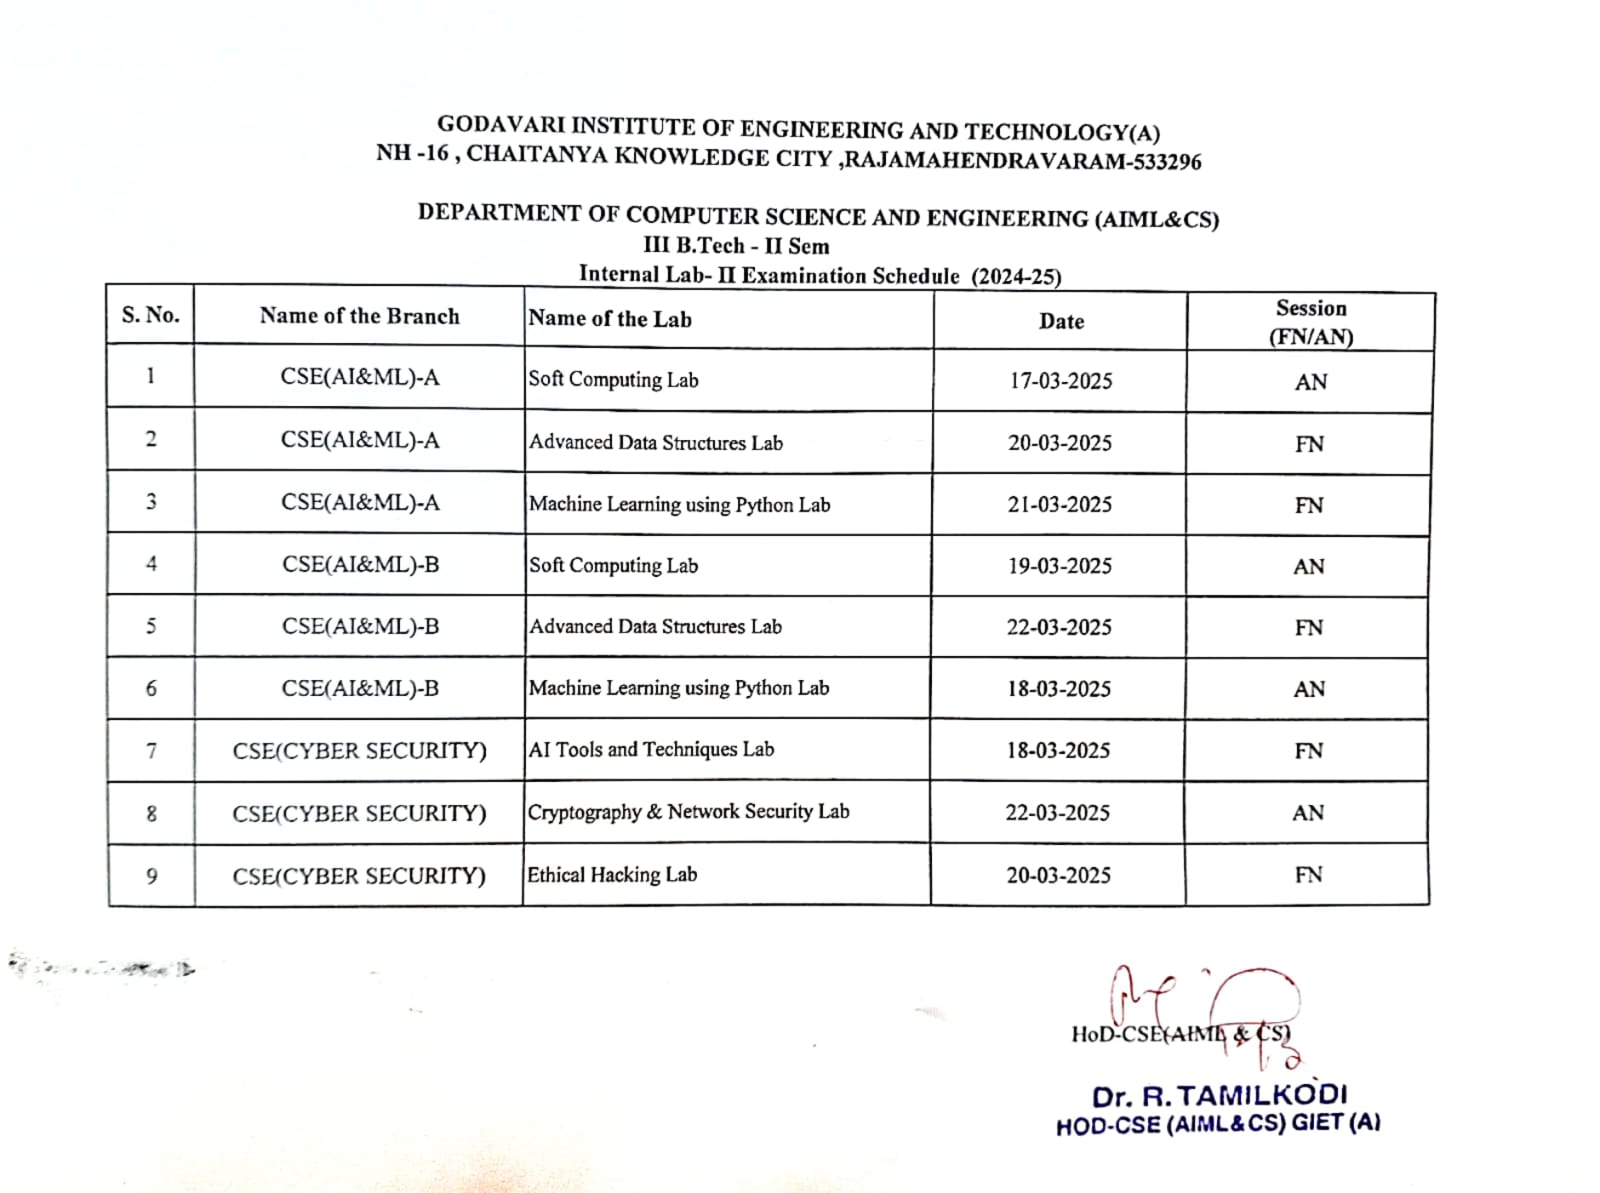 GODAVARI INSTITUTE OF ENGINEERING AND TECHNOLOGY(A)
NH -16 , CHAITANYA KNOWLEDGE CITY ,RAJAMAHENDRAVARAM-533296
DEPARTMENT OF COMPUTER SCIENCE AND ENGINEERING (AIML&CS)
III B.Tech - II Sem
Internal Lab- II Examination Schedule (2024-25)
S. No. Name of the Branch Name of the Lab Date Session (FN/AN)
1 CSE(AI&ML)-A Soft Computing Lab 17-03-2025 AN
2 CSE(AI&ML)-A Advanced Data Structures Lab 20-03-2025 FN
3 CSE(AI&ML)-A Machine Learning using Python Lab 21-03-2025 FN
4 CSE(AI&ML)-B Soft Computing Lab 19-03-2025 AN
5 CSE(AI&ML)-B Advanced Data Structures Lab 22-03-2025 FN
6 CSE(AI&ML)-B Machine Learning using Python Lab 18-03-2025 AN
7 CSE(CYBER SECURITY) AI Tools and Techniques Lab 18-03-2025 FN
8 CSE(CYBER SECURITY) Cryptography & Network Security Lab 22-03-2025 AN
9 CSE(CYBER SECURITY) Ethical Hacking Lab 20-03-2025 FN
HoD-CSE(AIML & CS)
Dr. R. TAMILKODI
HOD-CSE (AIML&CS) GIET (A)